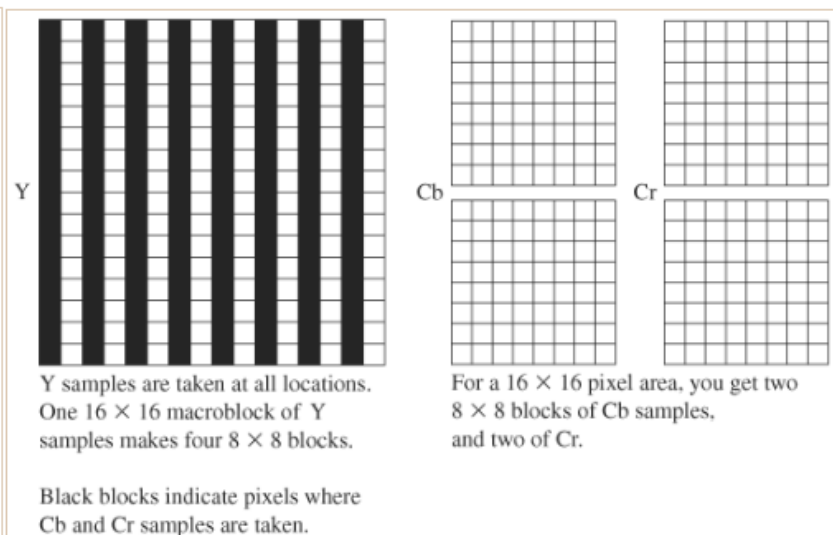 Y
Cb
Cr
Y samples are taken at all locations.
One 16 × 16 macroblock of Y
samples makes four 8 × 8 blocks.
Black blocks indicate pixels where
Cb and Cr samples are taken.
For a 16 × 16 pixel area, you get two
8 × 8 blocks of Cb samples,
and two of Cr.